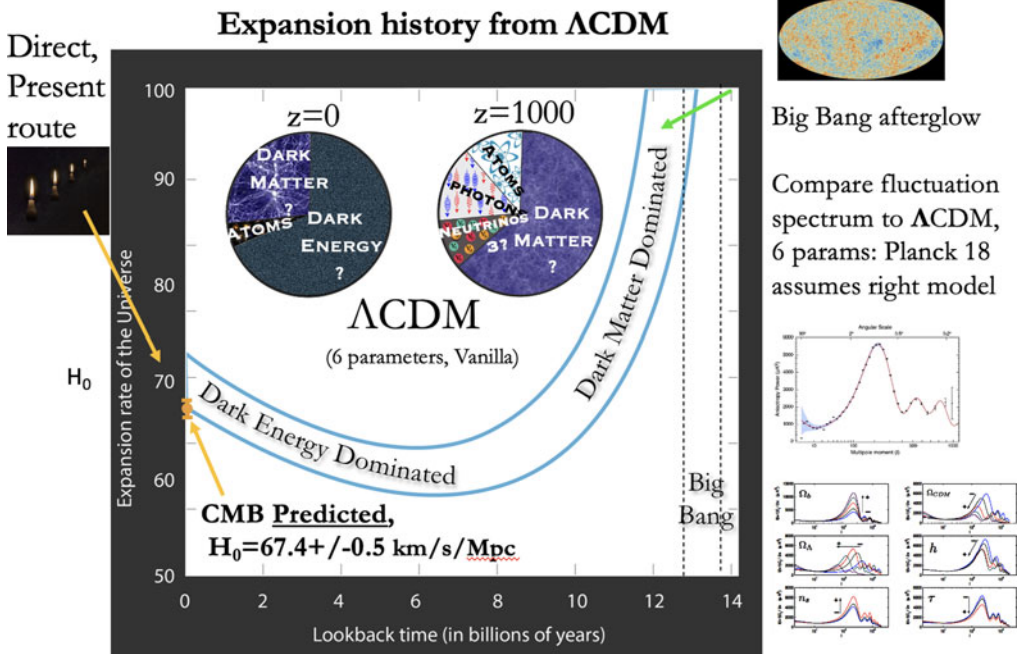 Expansion history from ΛCDM
Direct,
Present
route
H₀
Expansion rate of the Universe
100
90
80
70
60
50
0
2
4
6
8
10
12
14
Lookback time (in billions of years)
z=0
DARK
MATTER
?
ATOMS
DARK
ENERGY
?
z=1000
ATOMS
PHOTONS
NEUTRINOS
3?
DARK
MATTER
?
ΛCDM
(6 parameters, Vanilla)
Dark Energy Dominated
Dark Matter Dominated
Big
Bang
CMB Predicted,
H₀=67.4+/-0.5 km/s/Mpc
Big Bang afterglow
Compare fluctuation
spectrum to ΛCDM,
6 params: Planck 18
assumes right model
Angular Scale
Multipole moment (l)
Ω_b
Ω_CDM
Ω_Λ
h
n_s
τ